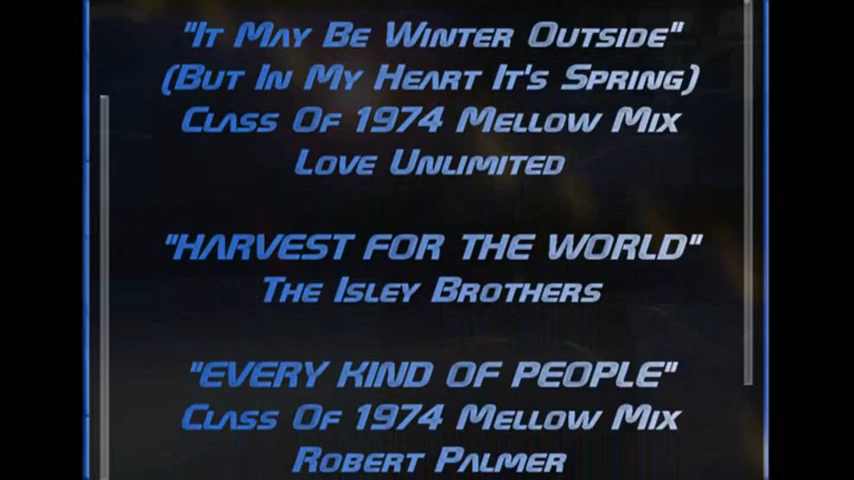 "It May Be Winter Outside"
(But In My Heart It's Spring)
Class Of 1974 Mellow Mix
Love Unlimited
"HARVEST FOR THE WORLD"
The Isley Brothers
"EVERY KIND OF PEOPLE"
Class Of 1974 Mellow Mix
Robert Palmer